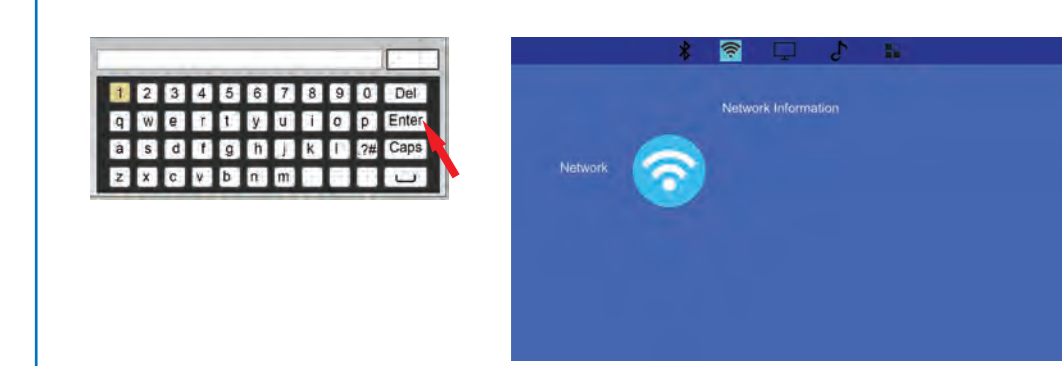 1 2 3 4 5 6 7 8 9 0 Del
q w e r t y u i o p Enter
a s d f g h j k l .?# Caps
z x c v b n m
Network Information
Network